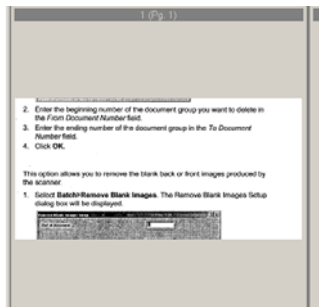 1 (Pg. 1)
2. Enter the beginning number of the document group you want to delete in
the From Document Number field.
3. Enter the ending number of the document group in the To Document
Number field.
4. Click OK.
This option allows you to remove the blank back or front images produced by
the scanner.
1. Select Batch>Remove Blank Images. The Remove Blank Images Setup
dialog box will be displayed.